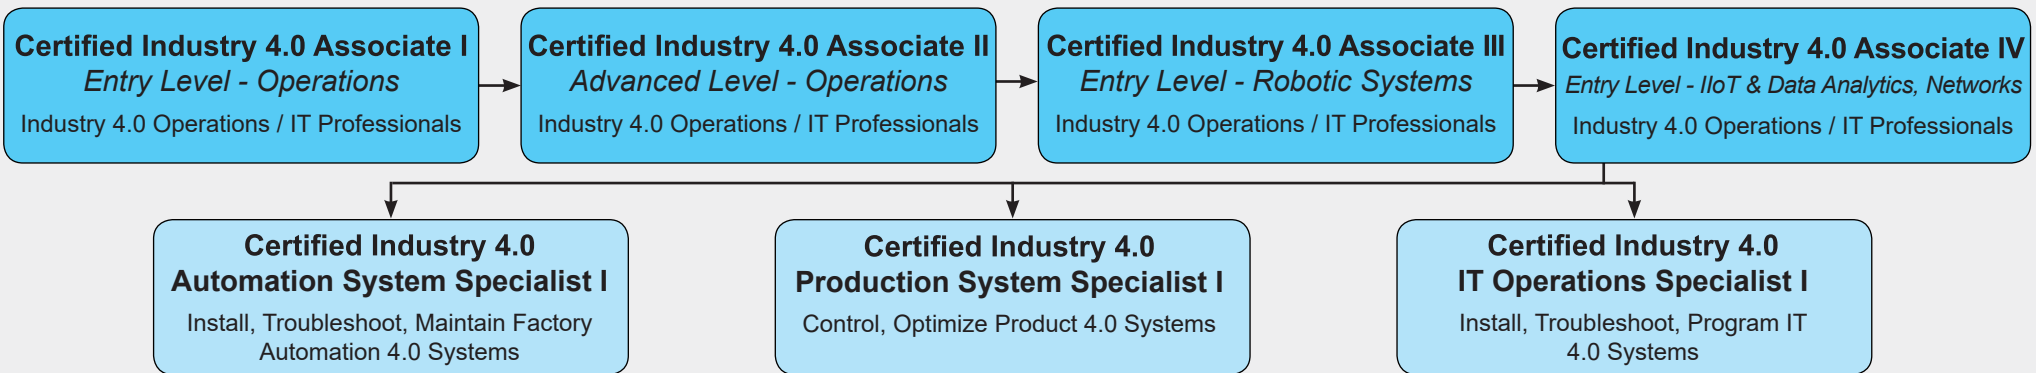 Certified Industry 4.0 Associate I
Entry Level - Operations
Industry 4.0 Operations / IT Professionals
Certified Industry 4.0 Associate II
Advanced Level - Operations
Industry 4.0 Operations / IT Professionals
Certified Industry 4.0 Associate III
Entry Level - Robotic Systems
Industry 4.0 Operations / IT Professionals
Certified Industry 4.0 Associate IV
Entry Level - IIoT & Data Analytics, Networks
Industry 4.0 Operations / IT Professionals
Certified Industry 4.0
Automation System Specialist I
Install, Troubleshoot, Maintain Factory
Automation 4.0 Systems
Certified Industry 4.0
Production System Specialist I
Control, Optimize Product 4.0 Systems
Certified Industry 4.0
IT Operations Specialist I
Install, Troubleshoot, Program IT
4.0 Systems